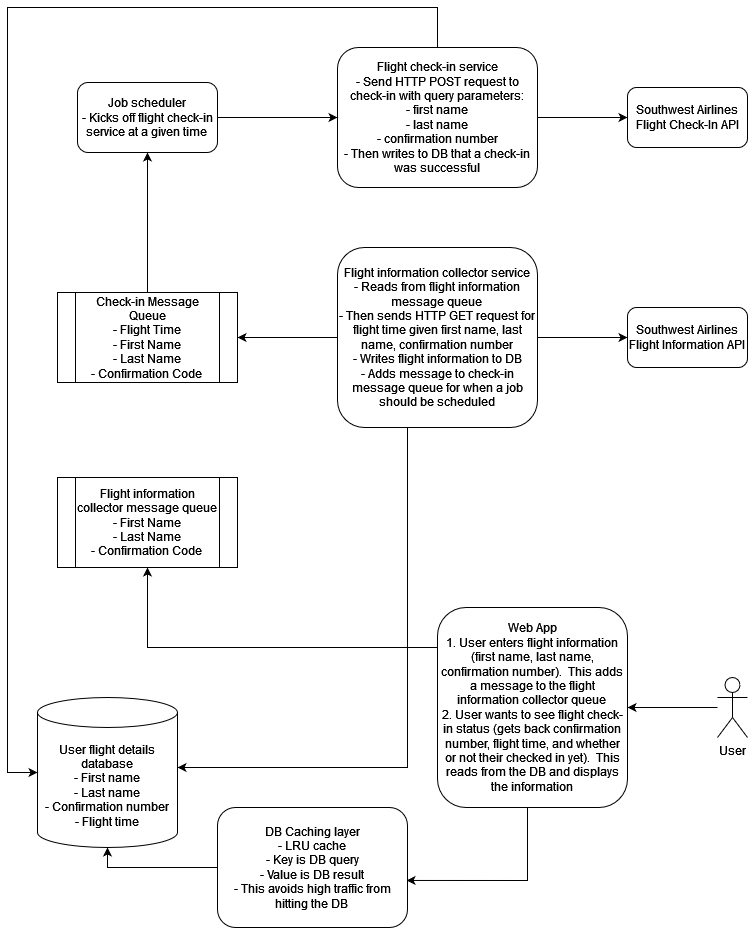 Flight check-in service
- Send HTTP POST request to
check-in with query parameters:
- first name
- last name
- confirmation number
- Then writes to DB that a check-in
was successful
Job scheduler
- Kicks off flight check-in
service at a given time
Southwest Airlines
Flight Check-In API
Flight information collector service
- Reads from flight information
message queue
- Then sends HTTP GET request for
flight time given first name, last
name, confirmation number
- Writes flight information to DB
- Adds message to check-in
message queue for when a job
should be scheduled
Check-in Message
Queue
- Flight Time
- First Name
- Last Name
- Confirmation Code
Southwest Airlines
Flight Information API
Flight information
collector message queue
- First Name
- Last Name
- Confirmation Code
Web App
1. User enters flight information
(first name, last name,
confirmation number). This adds
a message to the flight
information collector queue
2. User wants to see flight check-
in status (gets back confirmation
number, flight time, and whether
or not their checked in yet). This
reads from the DB and displays
the information
User
User flight details
database
- First name
- Last name
- Confirmation number
- Flight time
DB Caching layer
- LRU cache
- Key is DB query
- Value is DB result
- This avoids high traffic from
hitting the DB